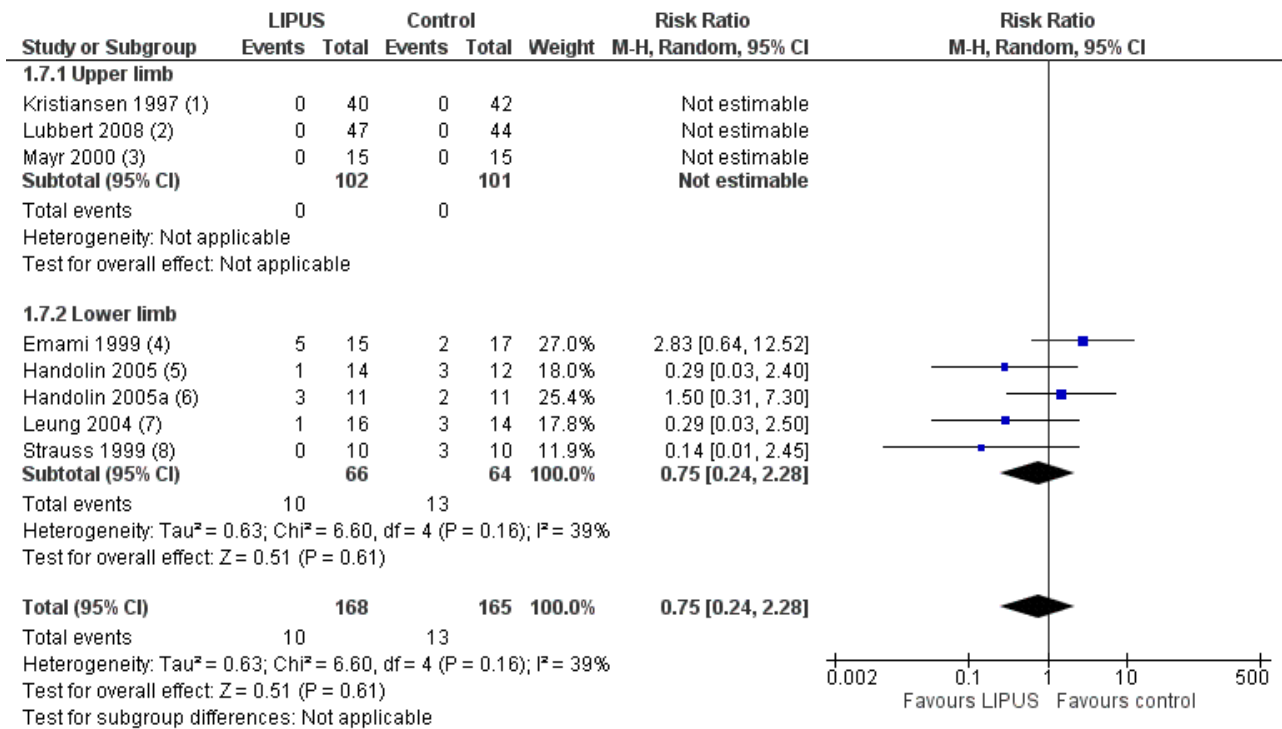 LIPUS Control Risk Ratio Risk Ratio
Study or Subgroup Events Total Events Total Weight M-H, Random, 95% CI M-H, Random, 95% CI
1.7.1 Upper limb
Kristiansen 1997 (1) 0 40 0 42 Not estimable
Lubbert 2008 (2) 0 47 0 44 Not estimable
Mayr 2000 (3) 0 15 0 15 Not estimable
Subtotal (95% CI) 102 101 Not estimable
Total events 0 0
Heterogeneity: Not applicable
Test for overall effect: Not applicable
1.7.2 Lower limb
Emami 1999 (4) 5 15 2 17 27.0% 2.83 [0.64, 12.52]
Handolin 2005 (5) 1 14 3 12 18.0% 0.29 [0.03, 2.40]
Handolin 2005a (6) 3 11 2 11 25.4% 1.50 [0.31, 7.30]
Leung 2004 (7) 1 16 3 14 17.8% 0.29 [0.03, 2.50]
Strauss 1999 (8) 0 10 3 10 11.9% 0.14 [0.01, 2.45]
Subtotal (95% CI) 66 64 100.0% 0.75 [0.24, 2.28]
Total events 10 13
Heterogeneity: Tau² = 0.63; Chi² = 6.60, df = 4 (P = 0.16); I² = 39%
Test for overall effect: Z = 0.51 (P = 0.61)
Total (95% CI) 168 165 100.0% 0.75 [0.24, 2.28]
Total events 10 13
Heterogeneity: Tau² = 0.63; Chi² = 6.60, df = 4 (P = 0.16); I² = 39%
Test for overall effect: Z = 0.51 (P = 0.61)
Test for subgroup differences: Not applicable
0.002 0.1 1 10 500
Favours LIPUS Favours control